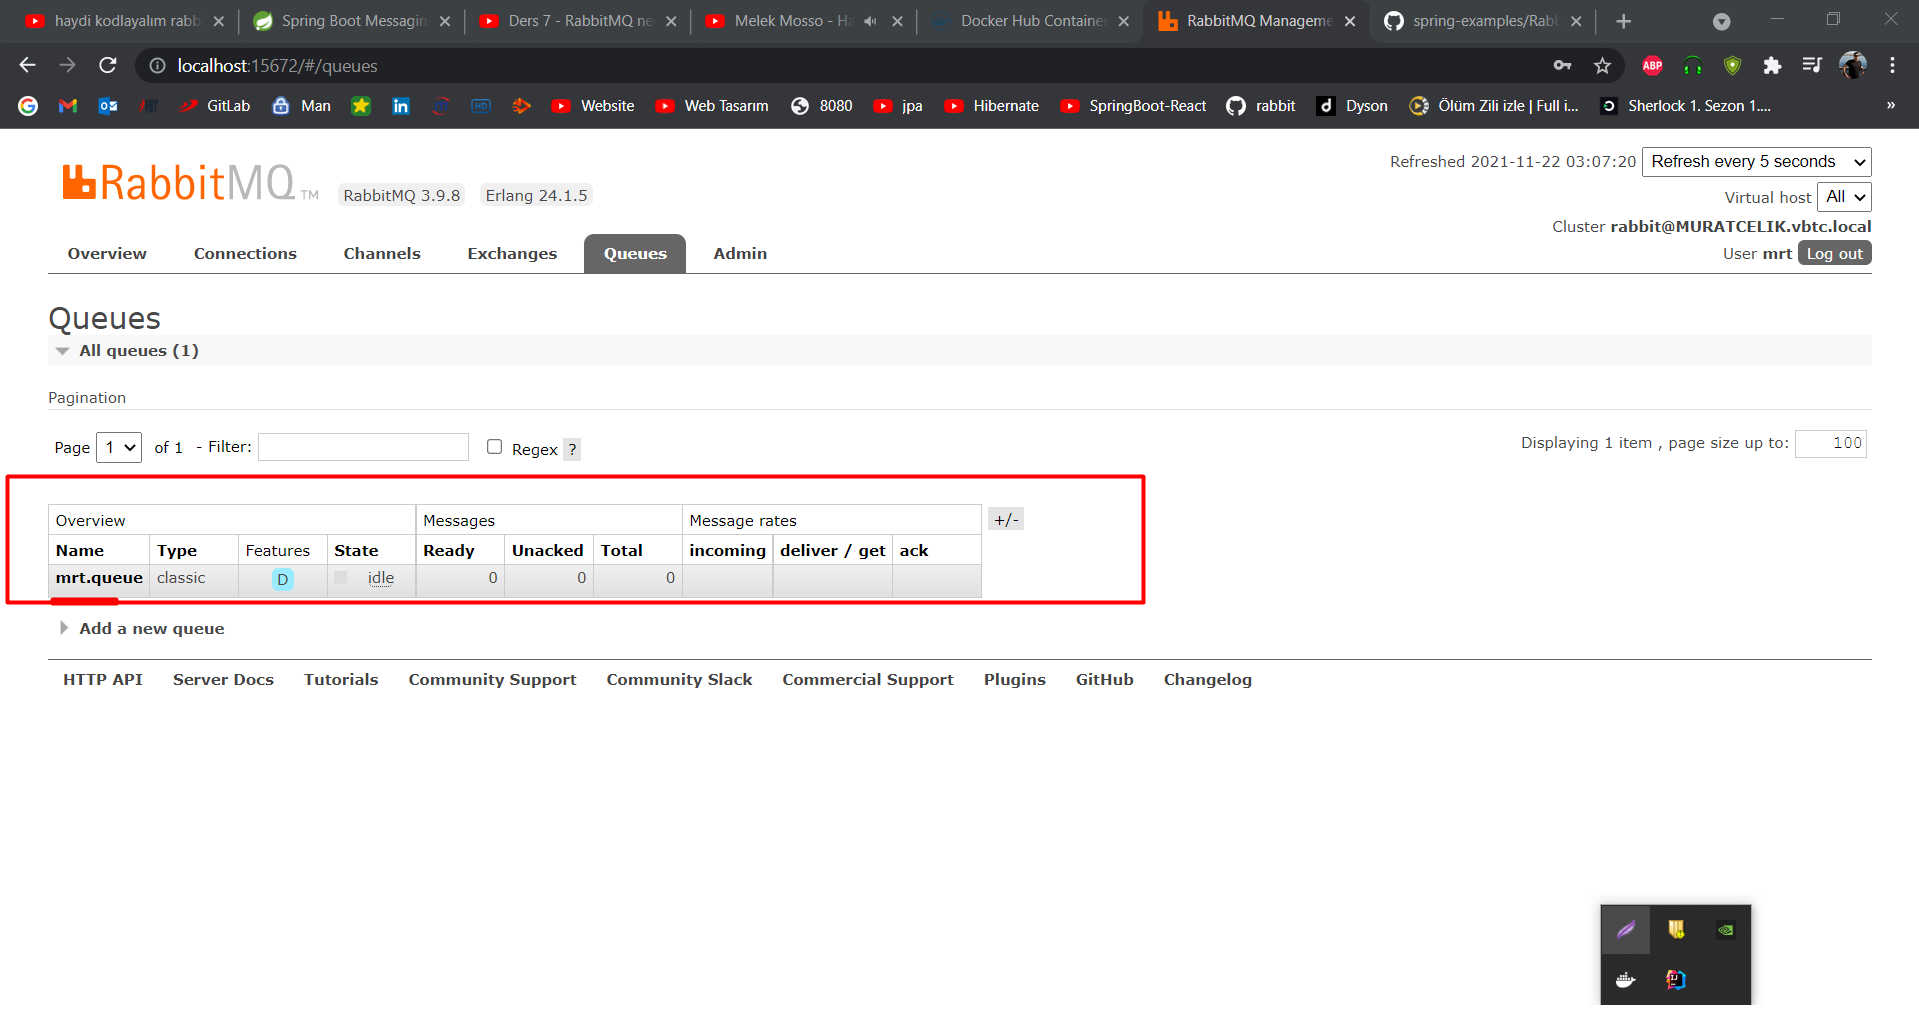 haydi kodlayalım rabb
Spring Boot Messagin
Ders 7 - RabbitMQ ne
Melek Mosso - Ha
Docker Hub Container
RabbitMQ Manageme
spring-examples/Rabb
localhost:15672/#/queues
ABP
GitLab
Man
HD
Website
Web Tasarım
8080
jpa
Hibernate
SpringBoot-React
rabbit
Dyson
Ölüm Zili izle | Full i...
Sherlock 1. Sezon 1....
»
RabbitMQ TM
RabbitMQ 3.9.8
Erlang 24.1.5
Refreshed 2021-11-22 03:07:20
Refresh every 5 seconds
Virtual host
All
Cluster rabbit@MURATCELIK.vbtc.local
User mrt
Log out
Overview
Connections
Channels
Exchanges
Queues
Admin
Queues
All queues (1)
Pagination
Page 1 of 1 - Filter:
Regex ?
Displaying 1 item , page size up to: 100
Overview Messages Message rates +/-
Name Type Features State Ready Unacked Total incoming deliver / get ack
mrt.queue classic D idle 0 0 0
Add a new queue
HTTP API
Server Docs
Tutorials
Community Support
Community Slack
Commercial Support
Plugins
GitHub
Changelog